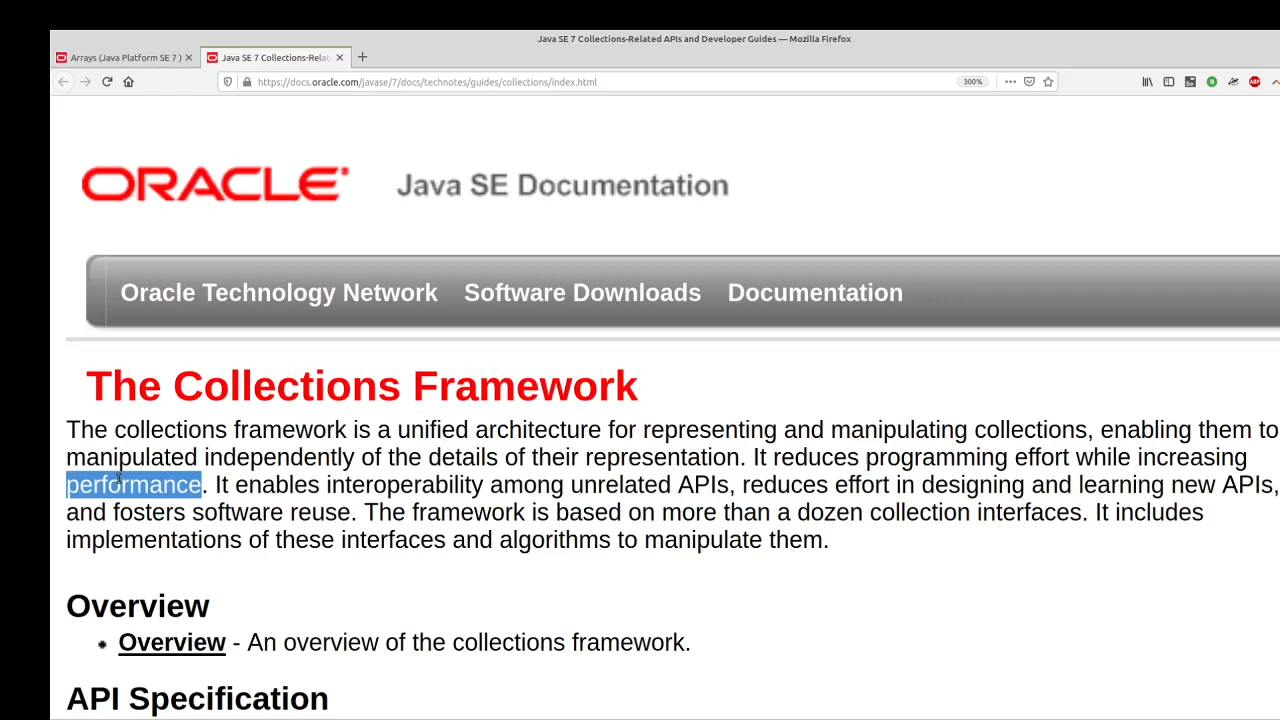 Java SE 7 Collections-Related APIs and Developer Guides — Mozilla Firefox
Arrays (Java Platform SE 7 )
Java SE 7 Collections-Relat
https://docs.oracle.com/javase/7/docs/technotes/guides/collections/index.html
300%
ABP
ORACLE
Java SE Documentation
Oracle Technology Network Software Downloads Documentation
The Collections Framework
The collections framework is a unified architecture for representing and manipulating collections, enabling them to
manipulated independently of the details of their representation. It reduces programming effort while increasing
performance. It enables interoperability among unrelated APIs, reduces effort in designing and learning new APIs,
and fosters software reuse. The framework is based on more than a dozen collection interfaces. It includes
implementations of these interfaces and algorithms to manipulate them.
Overview
Overview - An overview of the collections framework.
API Specification